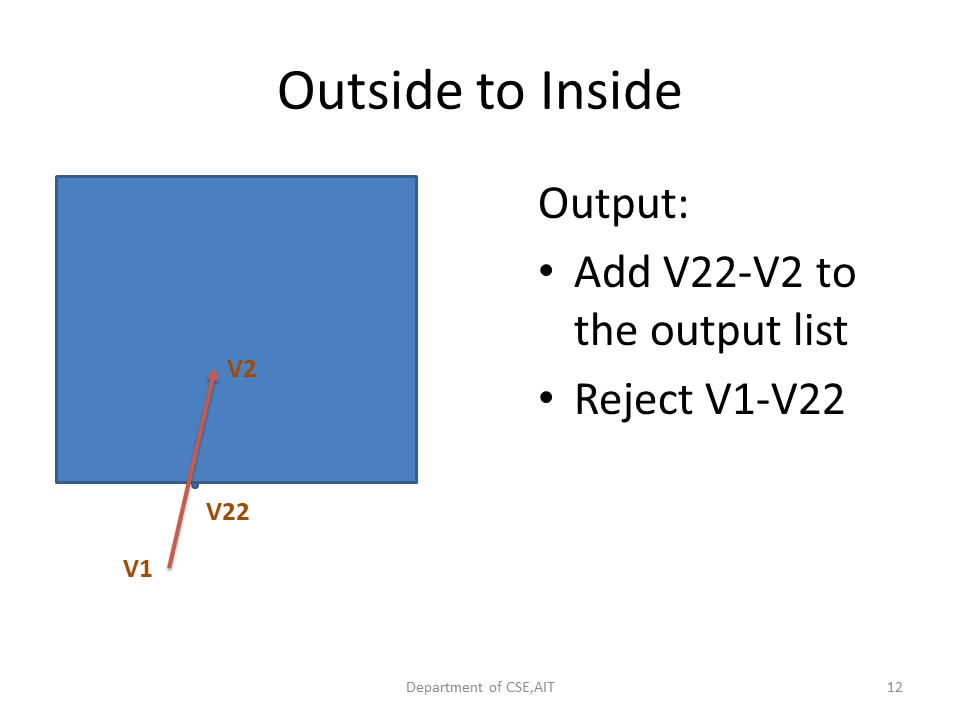 Outside to Inside
Output:
• Add V22-V2 to
the output list
• Reject V1-V22
V2
V22
V1
Department of CSE,AIT
12